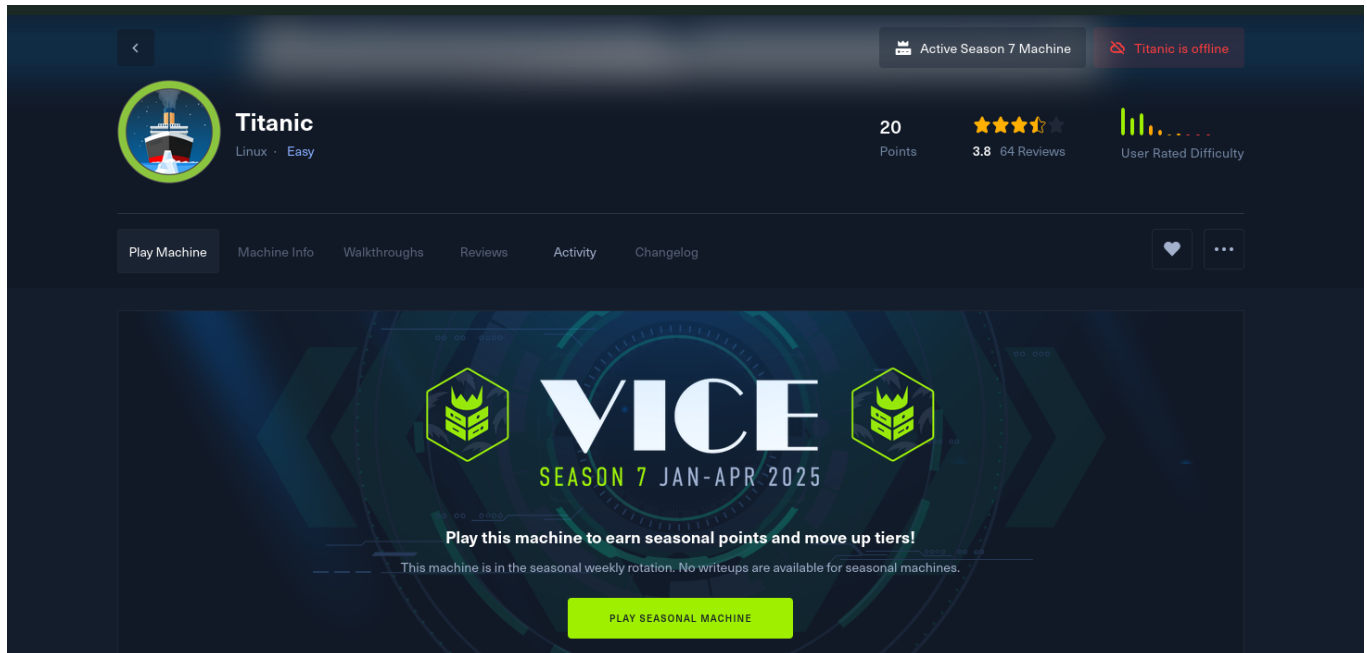 Active Season 7 Machine
Titanic is offline
Titanic
Linux · Easy
20
Points
3.8 64 Reviews
User Rated Difficulty
Play Machine
Machine Info
Walkthroughs
Reviews
Activity
Changelog
VICE
SEASON 7 JAN-APR 2025
Play this machine to earn seasonal points and move up tiers!
This machine is in the seasonal weekly rotation. No writeups are available for seasonal machines.
PLAY SEASONAL MACHINE